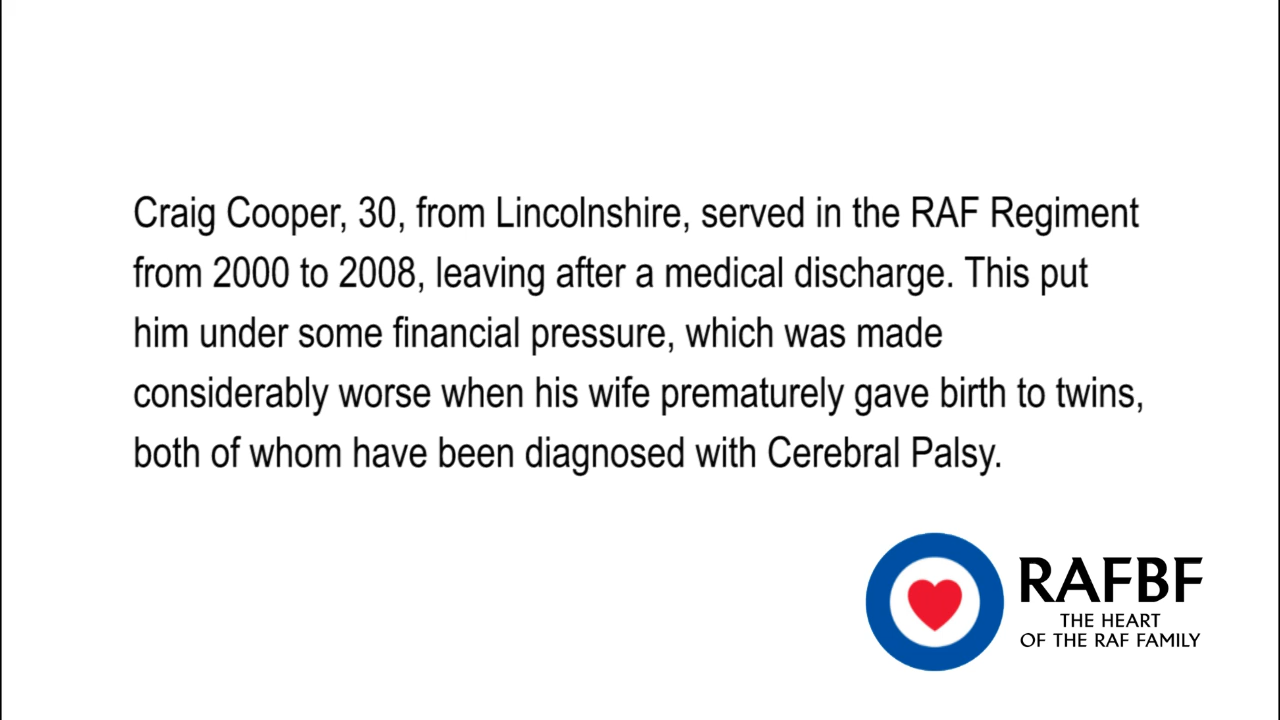 Craig Cooper, 30, from Lincolnshire, served in the RAF Regiment
from 2000 to 2008, leaving after a medical discharge. This put
him under some financial pressure, which was made
considerably worse when his wife prematurely gave birth to twins,
both of whom have been diagnosed with Cerebral Palsy.
RAFBF
THE HEART
OF THE RAF FAMILY